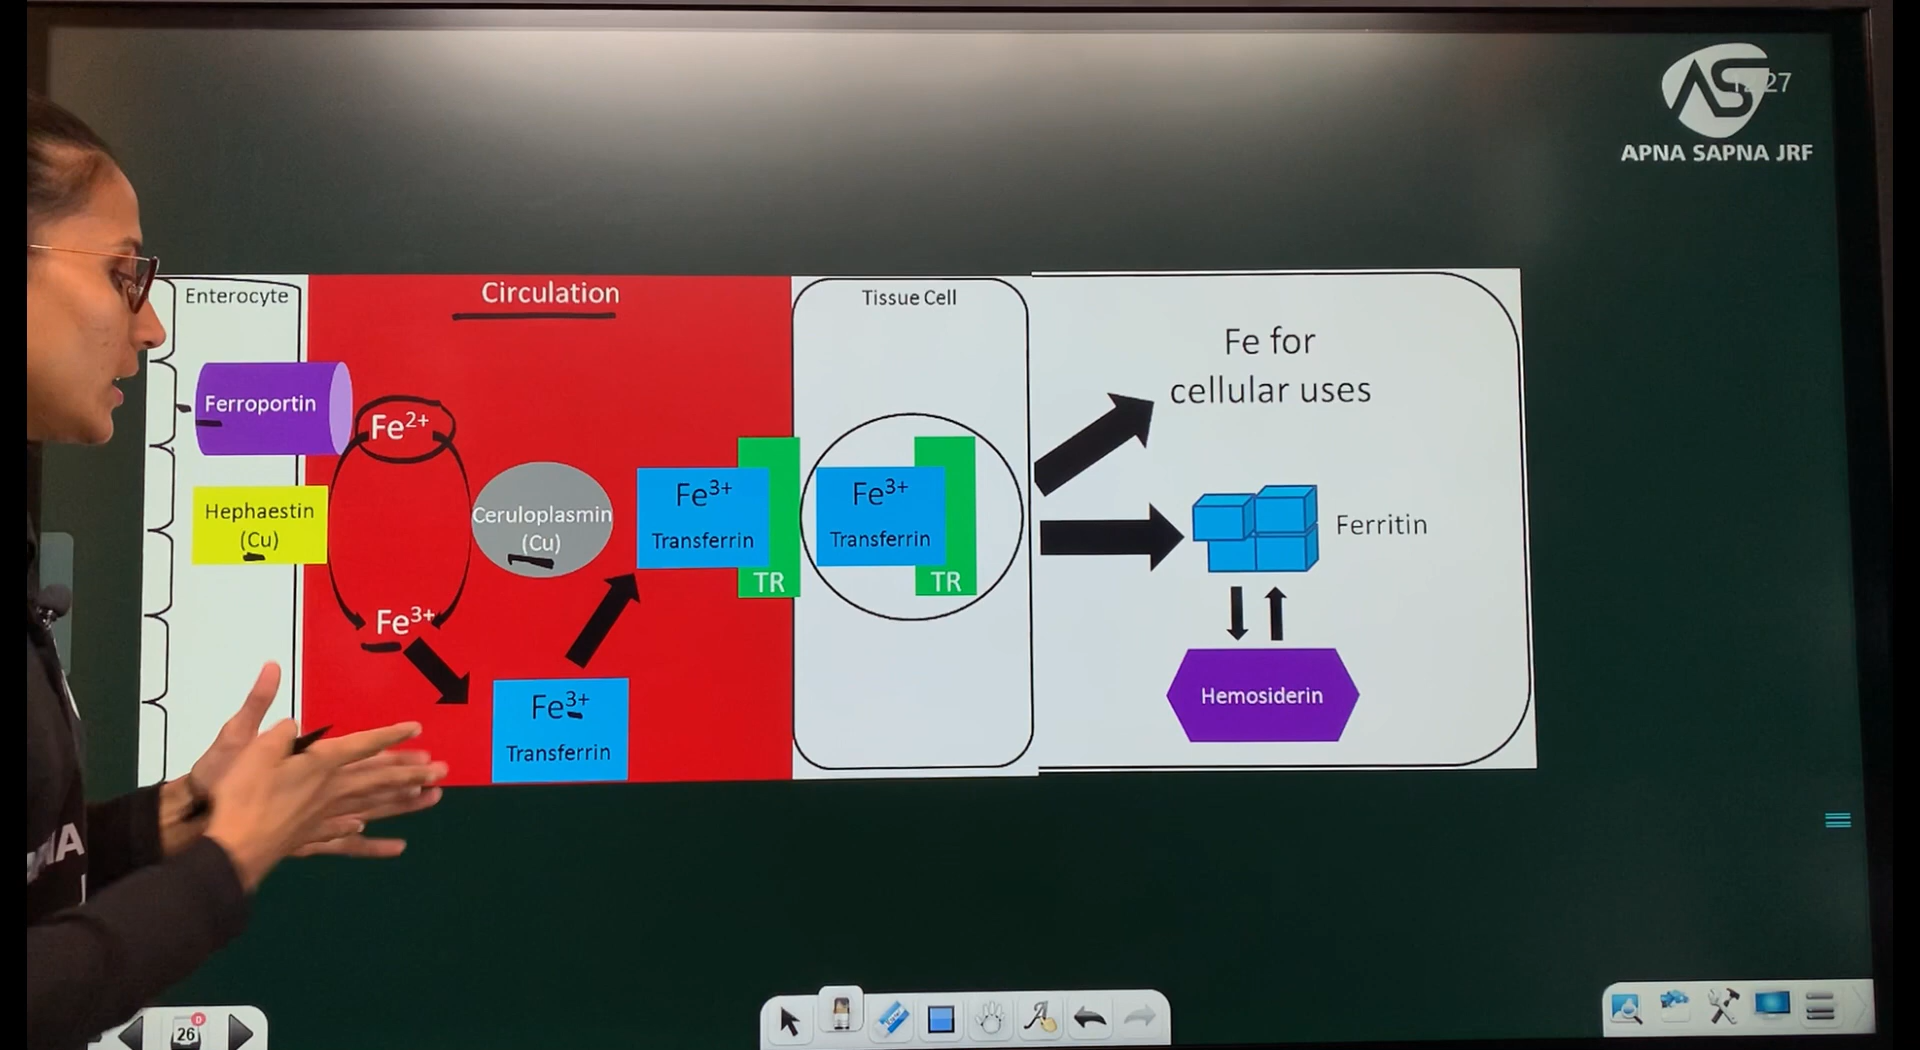 27
APNA SAPNA JRF
Enterocyte
Circulation
Tissue Cell
Fe for
cellular uses
Ferroportin
Fe2+
Hephaestin
(Cu)
Ceruloplasmin
(Cu)
Fe3+
Transferrin
TR
Fe3+
Transferrin
TR
Ferritin
Fe3+
Fe3+
Transferrin
Hemosiderin
26